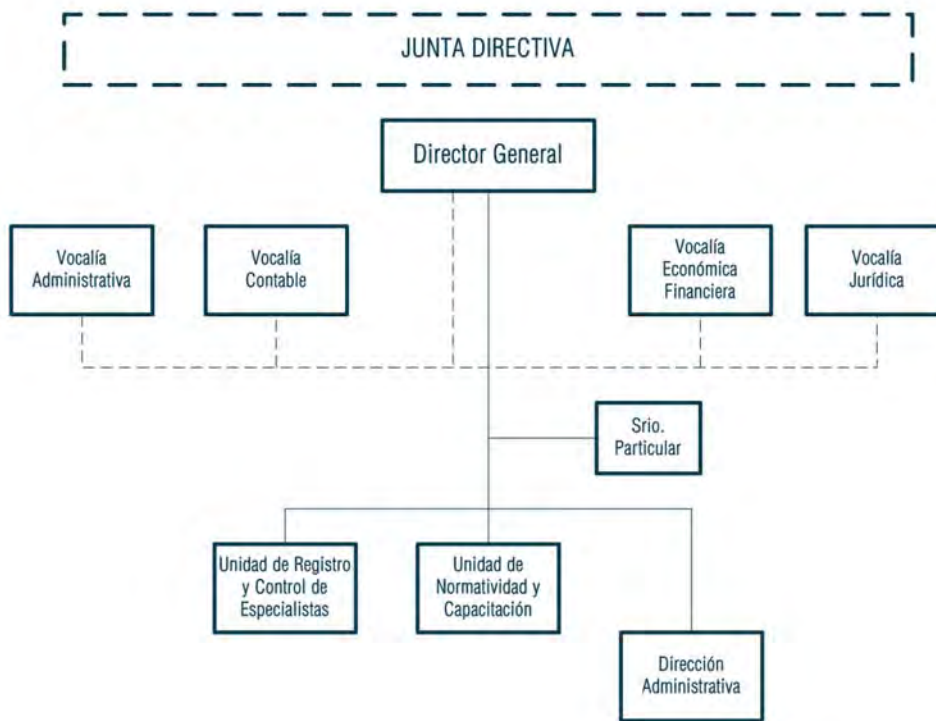 JUNTA DIRECTIVA
Director General
Vocalía
Administrativa
Vocalía
Contable
Vocalía
Económica
Financiera
Vocalía
Jurídica
Srio.
Particular
Unidad de Registro
y Control de
Especialistas
Unidad de
Normatividad y
Capacitación
Dirección
Administrativa